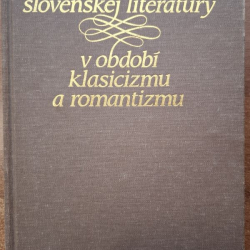 slovenskej literatúry
v období
klasicizmu
a romantizmu